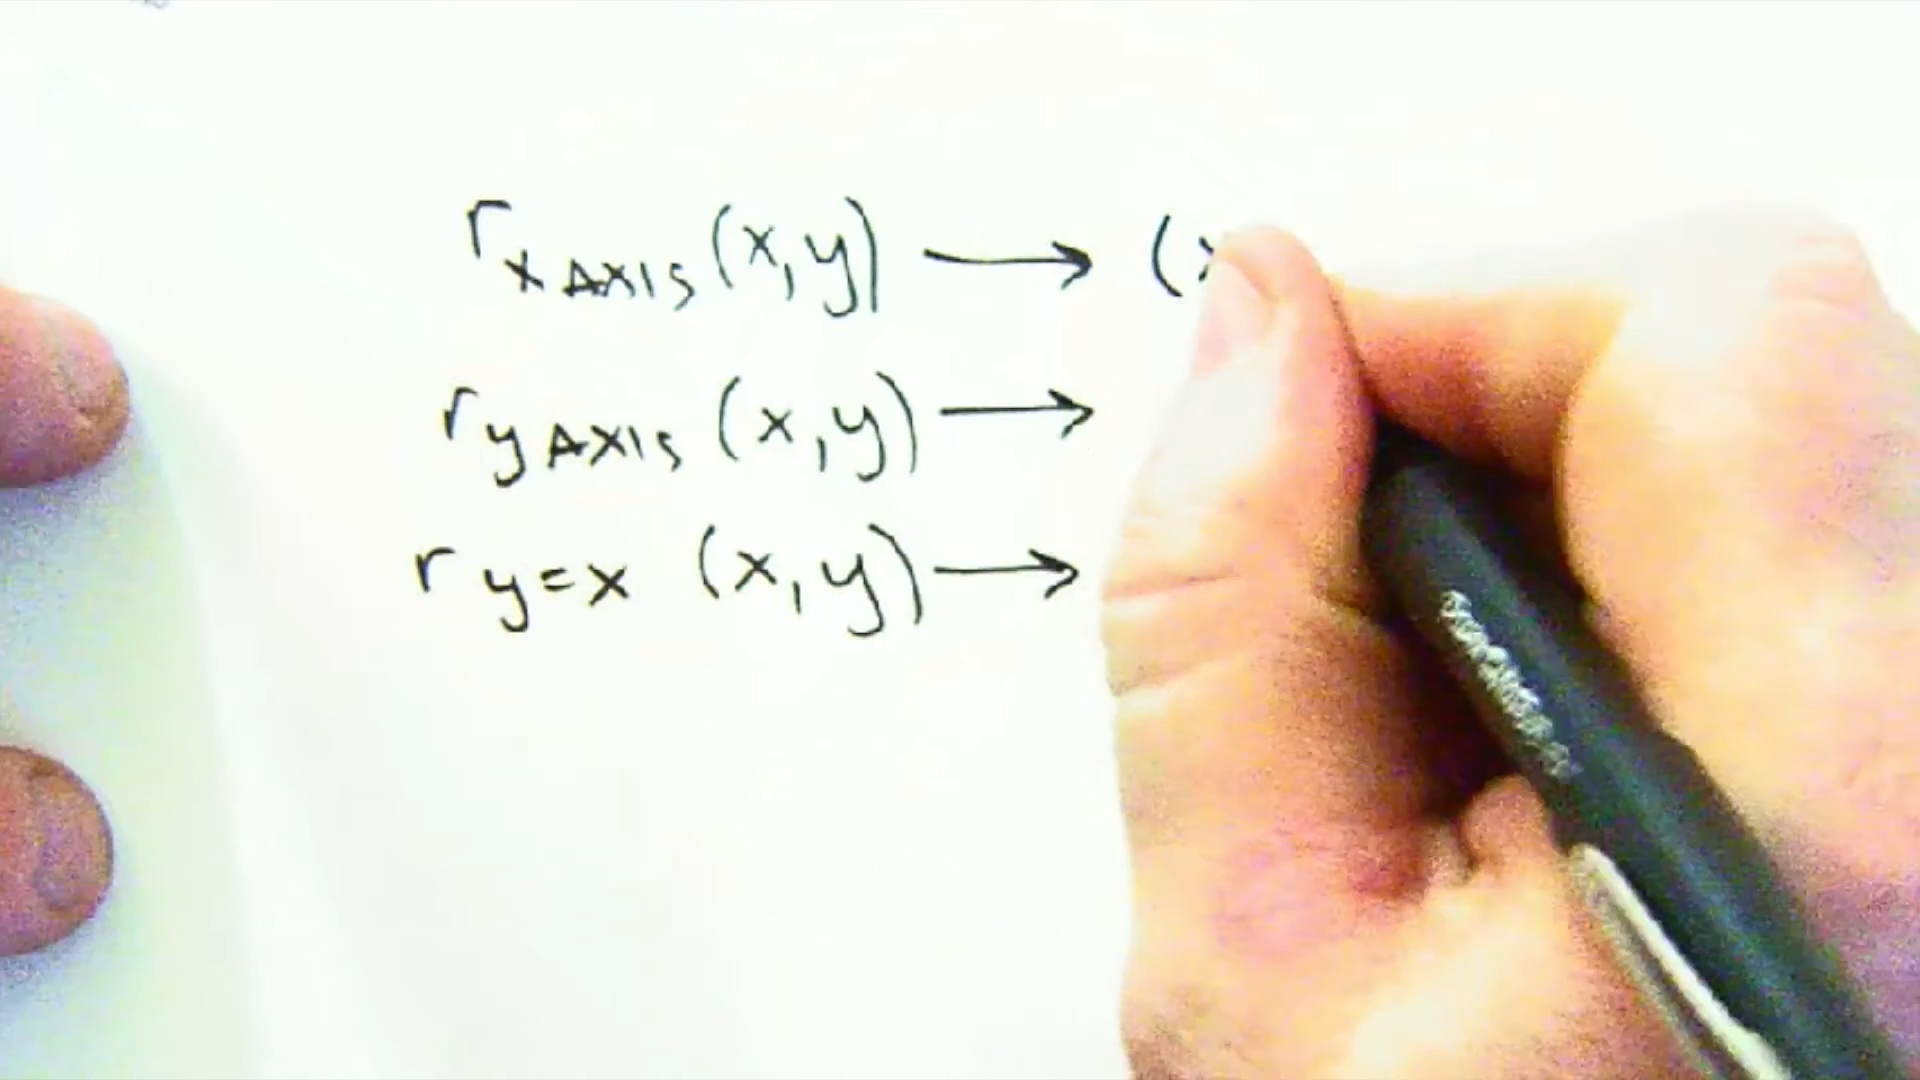 r x AXIS (x,y) → (x
r y AXIS (x,y) →
r y=x (x,y) →